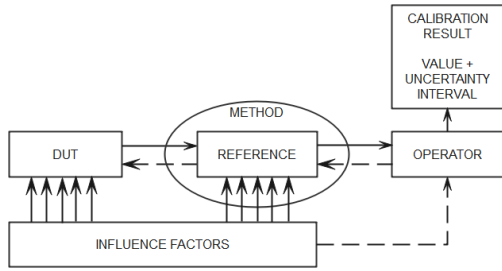 CALIBRATION
RESULT
VALUE +
UNCERTAINTY
INTERVAL
METHOD
DUT
REFERENCE
OPERATOR
INFLUENCE FACTORS